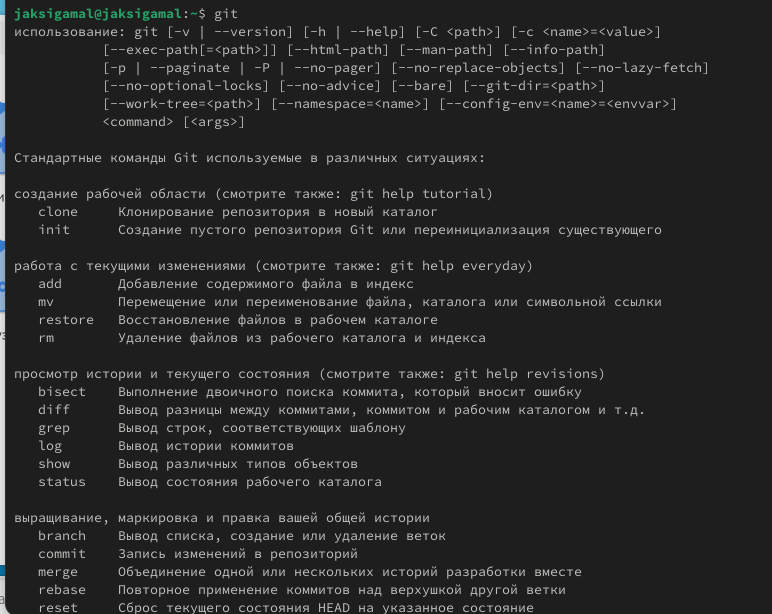 jaksigamal@jaksigamal:~$ git
использование: git [-v | --version] [-h | --help] [-C <path>] [-c <name>=<value>]
[--exec-path[=<path>]] [--html-path] [--man-path] [--info-path]
[-p | --paginate | -P | --no-pager] [--no-replace-objects] [--no-lazy-fetch]
[--no-optional-locks] [--no-advice] [--bare] [--git-dir=<path>]
[--work-tree=<path>] [--namespace=<name>] [--config-env=<name>=<envvar>]
<command> [<args>]
Стандартные команды Git используемые в различных ситуациях:
создание рабочей области (смотрите также: git help tutorial)
clone Клонирование репозитория в новый каталог
init Создание пустого репозитория Git или переинициализация существующего
работа с текущими изменениями (смотрите также: git help everyday)
add Добавление содержимого файла в индекс
mv Перемещение или переименование файла, каталога или символьной ссылки
restore Восстановление файлов в рабочем каталоге
rm Удаление файлов из рабочего каталога и индекса
просмотр истории и текущего состояния (смотрите также: git help revisions)
bisect Выполнение двоичного поиска коммита, который вносит ошибку
diff Вывод разницы между коммитами, коммитом и рабочим каталогом и т.д.
grep Вывод строк, соответствующих шаблону
log Вывод истории коммитов
show Вывод различных типов объектов
status Вывод состояния рабочего каталога
выращивание, маркировка и правка вашей общей истории
branch Вывод списка, создание или удаление веток
commit Запись изменений в репозиторий
merge Объединение одной или нескольких историй разработки вместе
rebase Повторное применение коммитов над верхушкой другой ветки
reset Сброс текущего состояния HEAD на указанное состояние